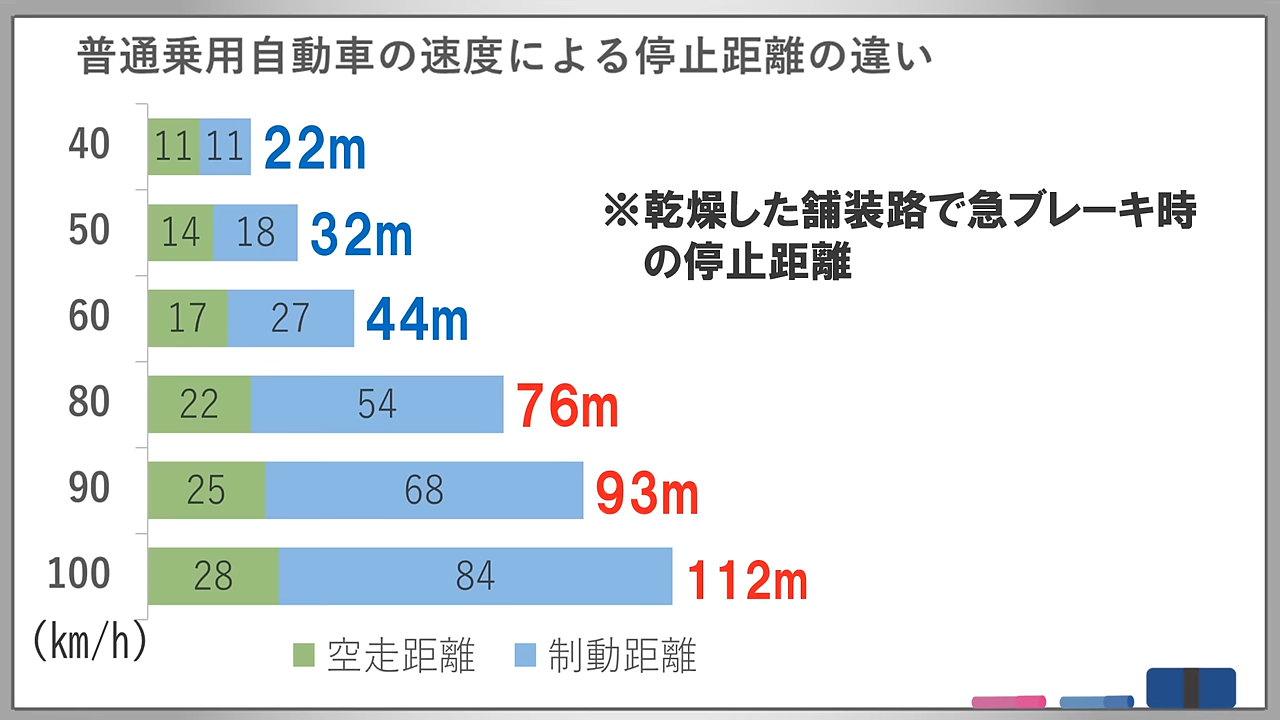 普通乗用自動車の速度による停止距離の違い
40 11 11 22m
※乾燥した舗装路で急ブレーキ時
の停止距離
50 14 18 32m
60 17 27 44m
80 22 54 76m
90 25 68 93m
100 28 84 112m
(km/h)
空走距離 制動距離